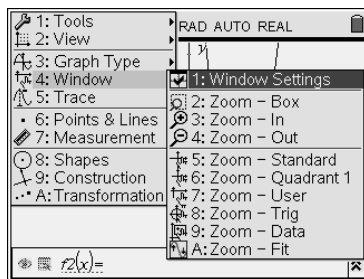 1: Tools
2: View
3: Graph Type
4: Window
5: Trace
6: Points & Lines
7: Measurement
8: Shapes
9: Construction
A: Transformation
RAD AUTO REAL
y
1: Window Settings
2: Zoom – Box
3: Zoom – In
4: Zoom – Out
5: Zoom – Standard
6: Zoom – Quadrant 1
7: Zoom – User
8: Zoom – Trig
9: Zoom – Data
A: Zoom – Fit
f2(x)=